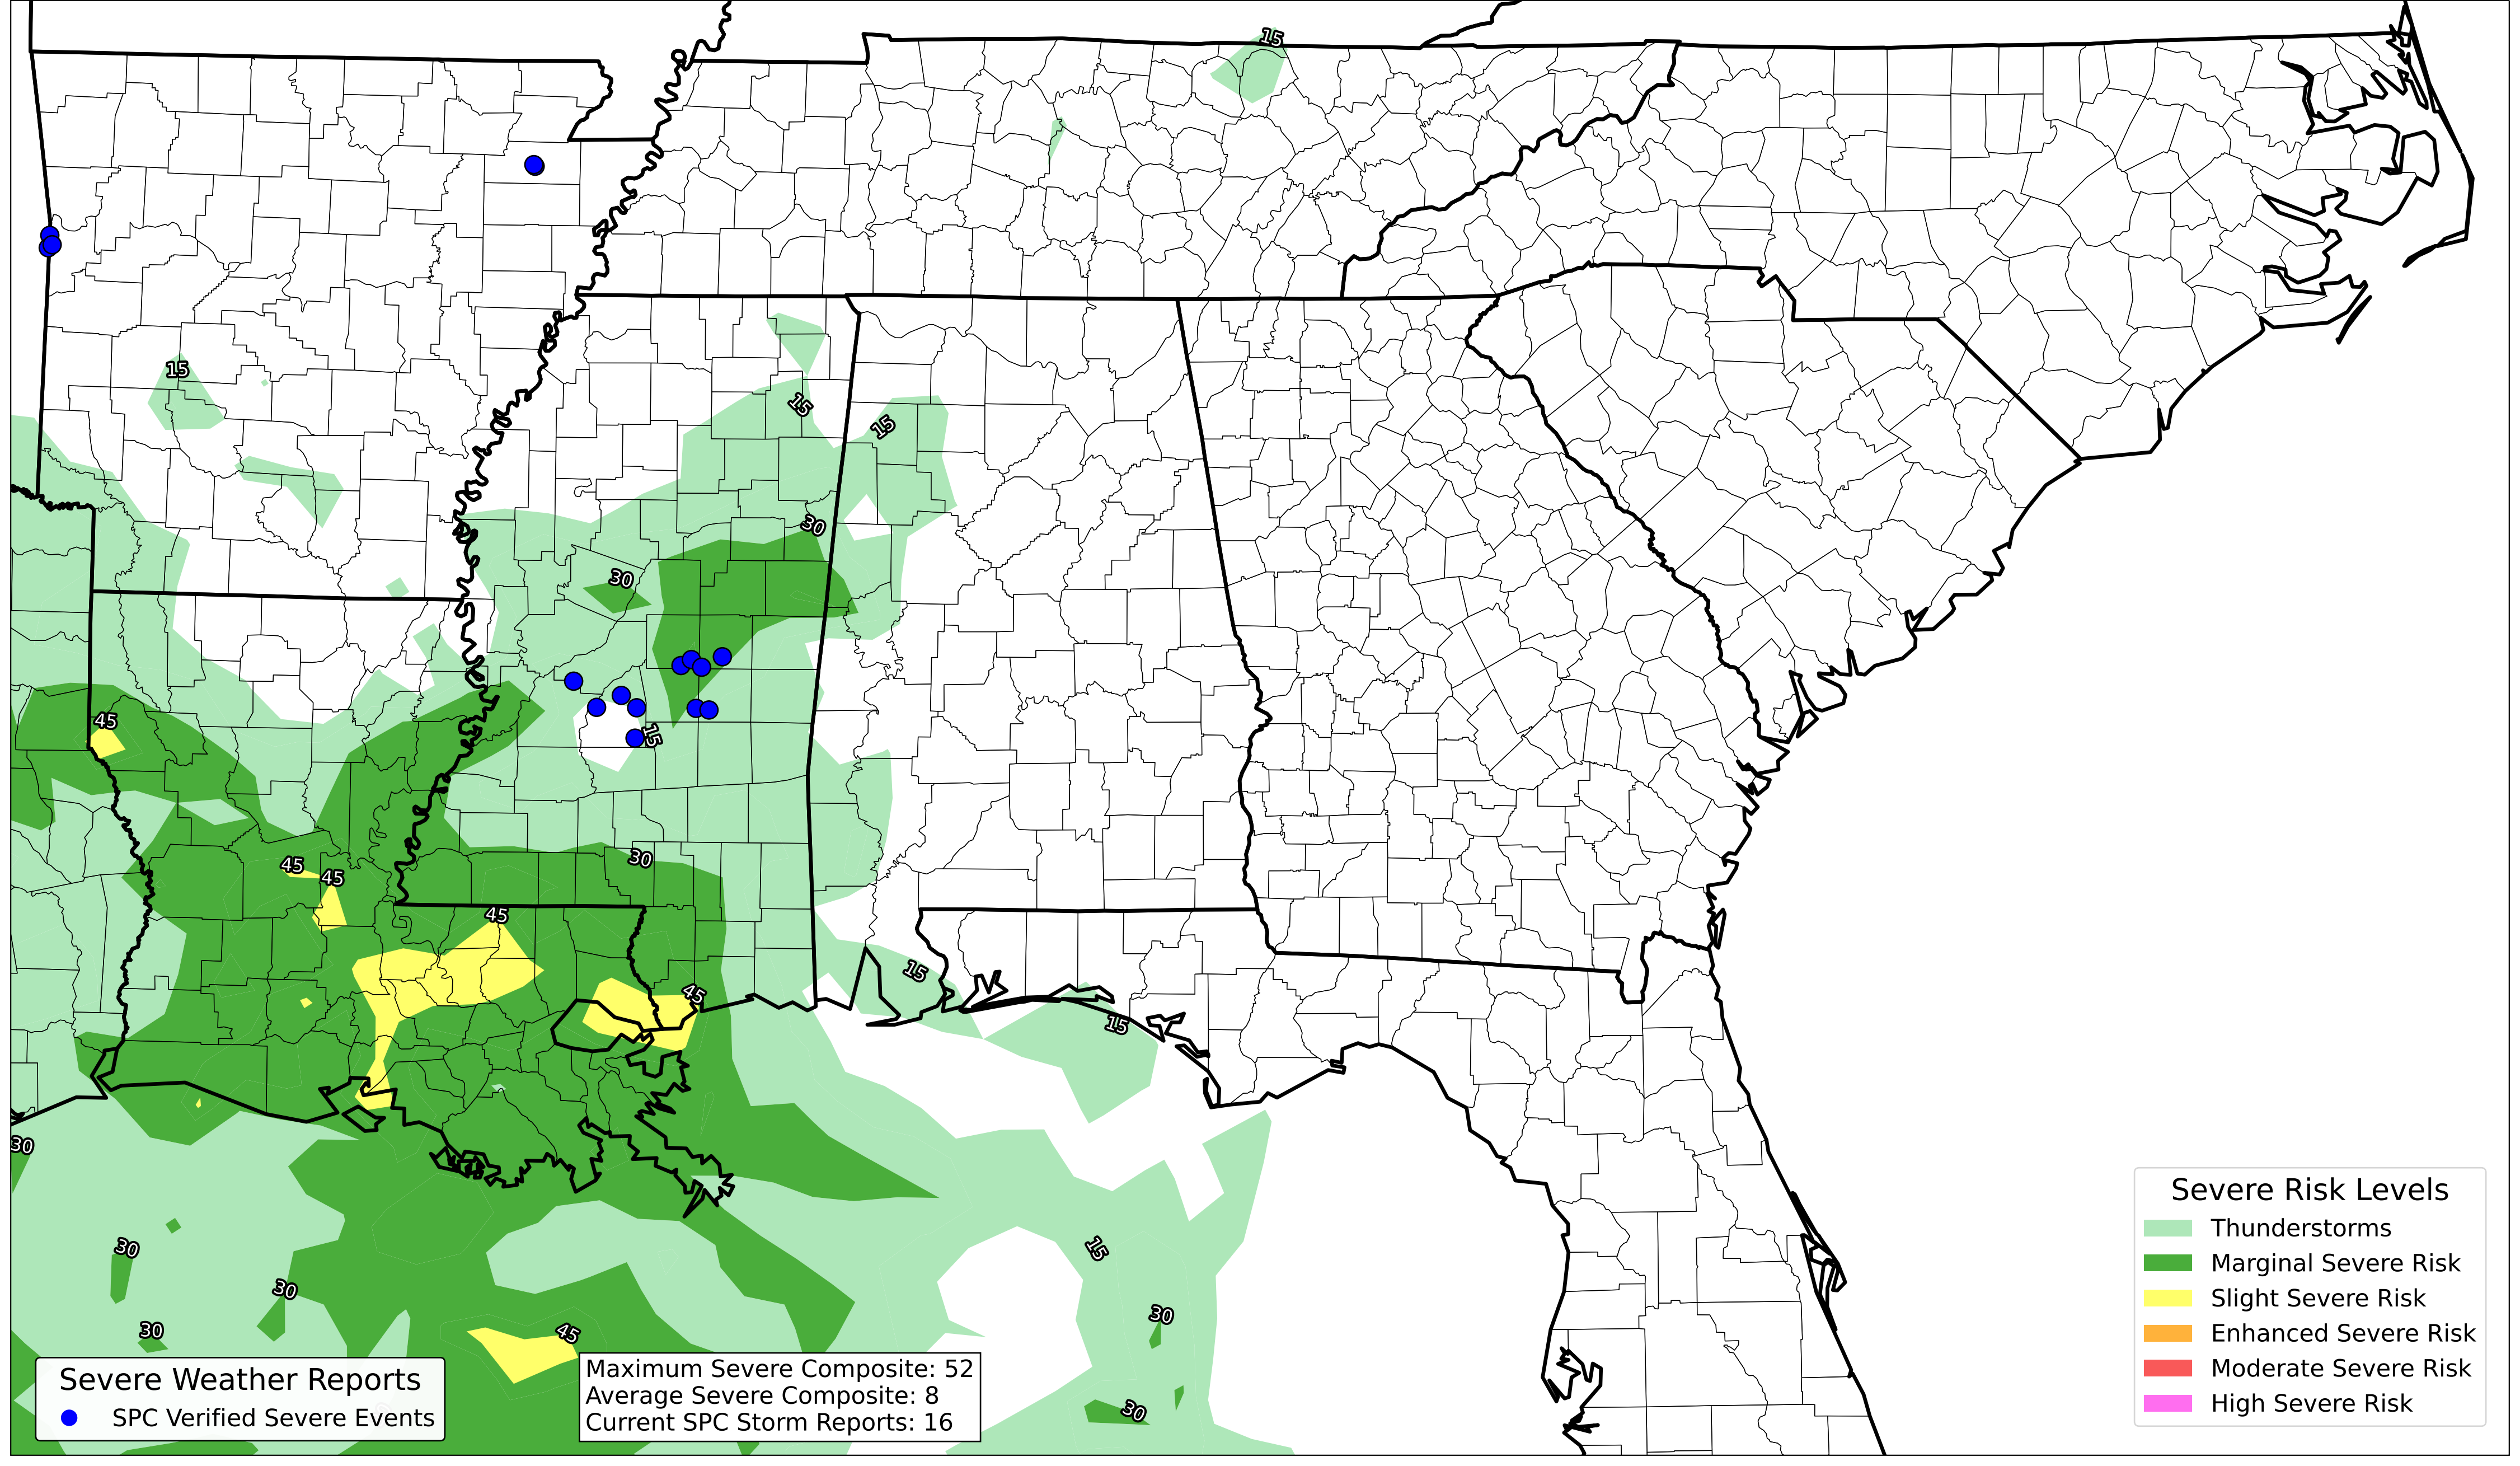 15
15
15
15
30
30
45
15
30
45
45
45
45
15
15
30
15
30
30
30
30
45
30
Severe Risk Levels
Thunderstorms
Marginal Severe Risk
Slight Severe Risk
Enhanced Severe Risk
Moderate Severe Risk
High Severe Risk
Severe Weather Reports
SPC Verified Severe Events
Maximum Severe Composite: 52
Average Severe Composite: 8
Current SPC Storm Reports: 16